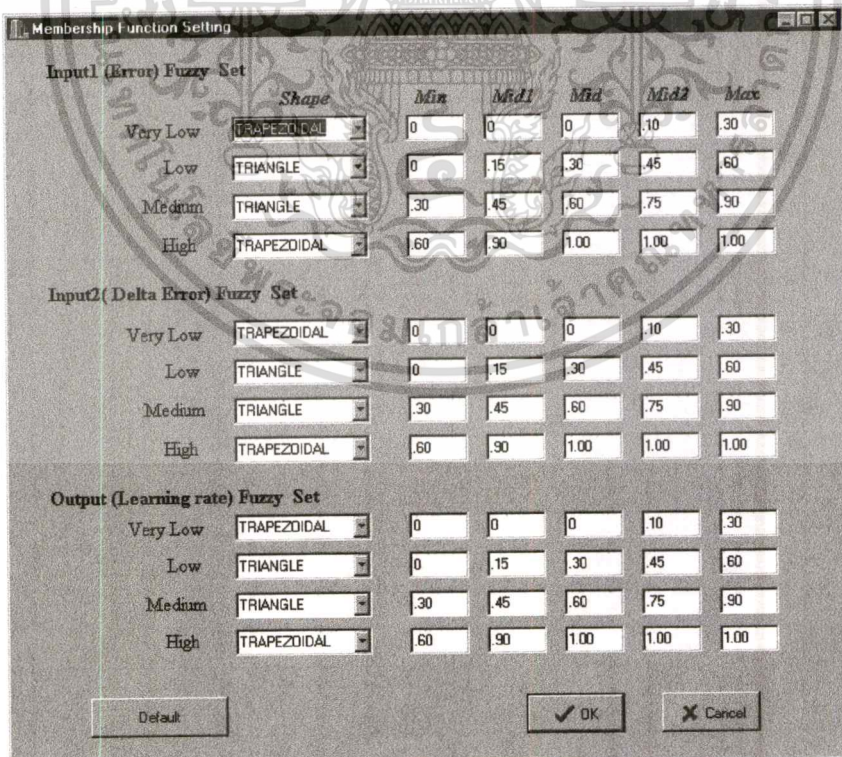 Membership Function Setting
Input1 (Error) Fuzzy Set
Shape Min Mid1 Mid Mid2 Max
Very Low TRAPEZOIDAL 0 0 0 .10 .30
Low TRIANGLE 0 .15 .30 .45 .60
Medium TRIANGLE .30 .45 .60 .75 .90
High TRAPEZOIDAL .60 .90 1.00 1.00 1.00
Input2( Delta Error) Fuzzy Set
Very Low TRAPEZOIDAL 0 0 0 .10 .30
Low TRIANGLE 0 .15 .30 .45 .60
Medium TRIANGLE .30 .45 .60 .75 .90
High TRAPEZOIDAL .60 .90 1.00 1.00 1.00
Output (Learning rate) Fuzzy Set
Very Low TRAPEZOIDAL 0 0 0 .10 .30
Low TRIANGLE 0 .15 .30 .45 .60
Medium TRIANGLE .30 .45 .60 .75 .90
High TRAPEZOIDAL .60 .90 1.00 1.00 1.00
Default OK Cancel